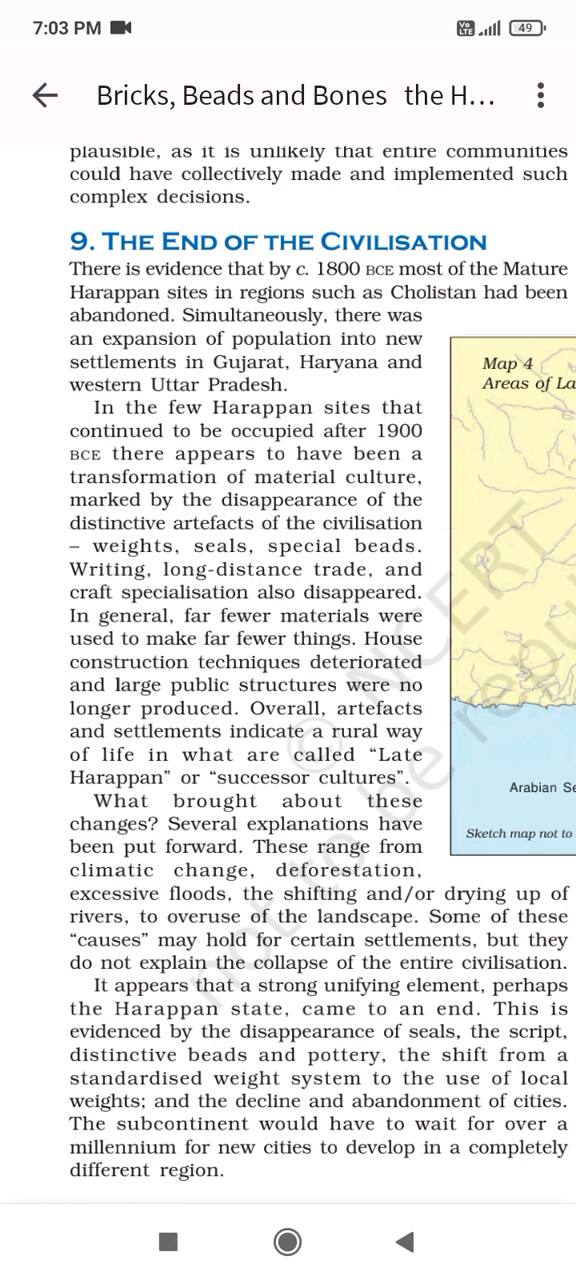 7:03 PM
Vo LTE
49
Bricks, Beads and Bones the H...
plausible, as it is unlikely that entire communities
could have collectively made and implemented such
complex decisions.
9. THE END OF THE CIVILISATION
There is evidence that by c. 1800 BCE most of the Mature
Harappan sites in regions such as Cholistan had been
abandoned. Simultaneously, there was
an expansion of population into new
settlements in Gujarat, Haryana and
western Uttar Pradesh.
In the few Harappan sites that
continued to be occupied after 1900
BCE there appears to have been a
transformation of material culture,
marked by the disappearance of the
distinctive artefacts of the civilisation
– weights, seals, special beads.
Writing, long-distance trade, and
craft specialisation also disappeared.
In general, far fewer materials were
used to make far fewer things. House
construction techniques deteriorated
and large public structures were no
longer produced. Overall, artefacts
and settlements indicate a rural way
of life in what are called “Late
Harappan” or “successor cultures”.
What brought about these
changes? Several explanations have
been put forward. These range from
climatic change, deforestation,
excessive floods, the shifting and/or drying up of
rivers, to overuse of the landscape. Some of these
“causes” may hold for certain settlements, but they
do not explain the collapse of the entire civilisation.
It appears that a strong unifying element, perhaps
the Harappan state, came to an end. This is
evidenced by the disappearance of seals, the script,
distinctive beads and pottery, the shift from a
standardised weight system to the use of local
weights; and the decline and abandonment of cities.
The subcontinent would have to wait for over a
millennium for new cities to develop in a completely
different region.
Map 4
Areas of La
Arabian Se
Sketch map not to
© NCERT
not to be repu